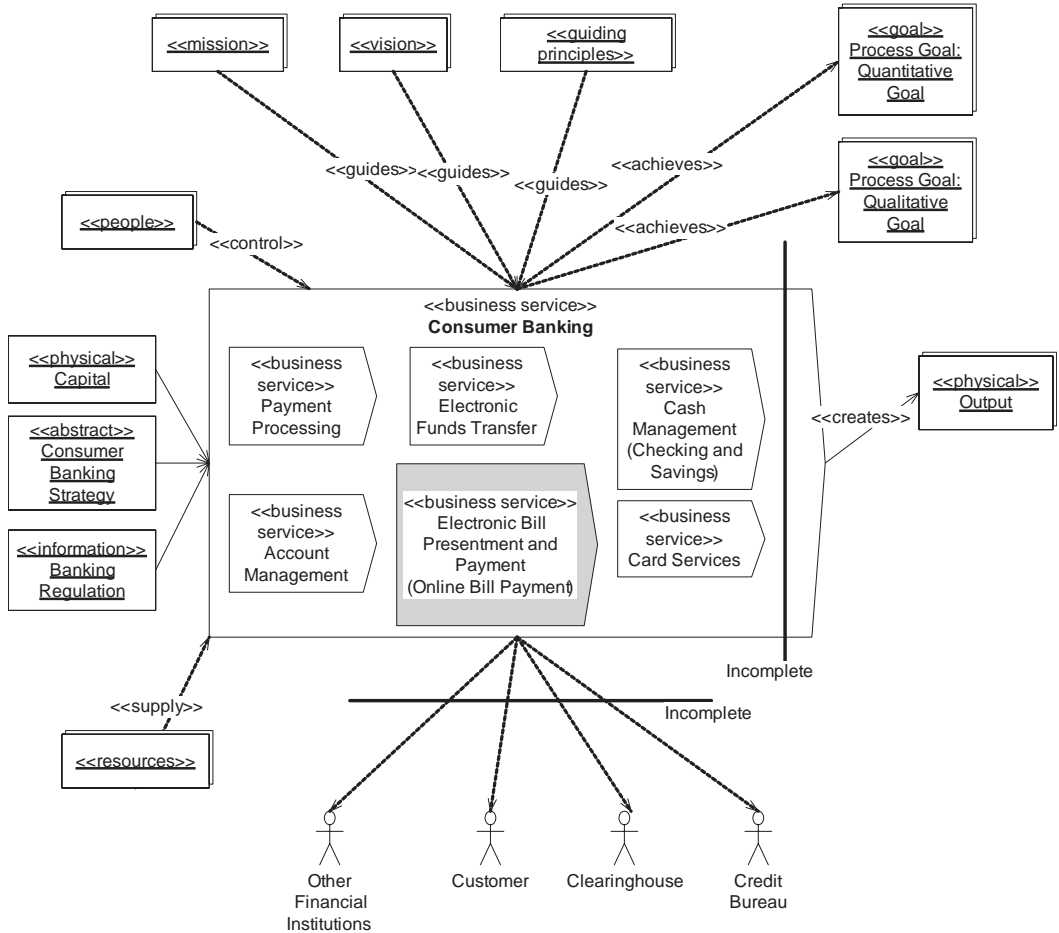 <<mission>>
<<vision>>
<<guiding
principles>>
<<goal>>
Process Goal:
Quantitative
Goal
<<goal>>
Process Goal:
Qualitative
Goal
<<guides>>
<<guides>>
<<guides>>
<<achieves>>
<<achieves>>
<<people>>
<<control>>
<<business service>>
Consumer Banking
<<physical>>
Capital
<<abstract>>
Consumer
Banking
Strategy
<<information>>
Banking
Regulation
<<business
service>>
Payment
Processing
<<business
service>>
Electronic
Funds Transfer
<<business
service>>
Cash
Management
(Checking and
Savings)
<<business
service>>
Account
Management
<<business service>>
Electronic Bill
Presentment and
Payment
(Online Bill Payment)
<<business
service>>
Card Services
<<creates>>
<<physical>>
Output
Incomplete
Incomplete
<<supply>>
<<resources>>
Other
Financial
Institutions
Customer
Clearinghouse
Credit
Bureau